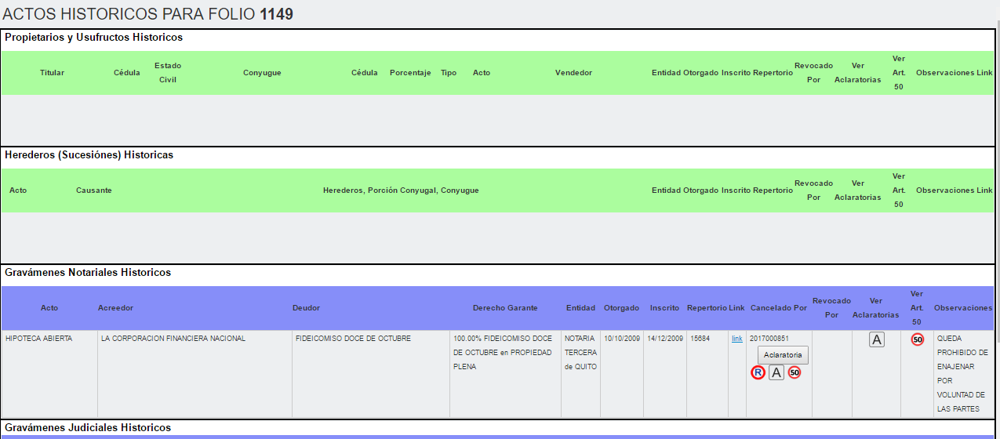 ACTOS HISTORICOS PARA FOLIO 1149
Propietarios y Usufructos Historicos
Titular Cédula Estado Civil Conyugue Cédula Porcentaje Tipo Acto Vendedor Entidad Otorgado Inscrito Repertorio Revocado Por Ver Aclaratorias Ver Art. 50 Observaciones Link
Herederos (Sucesiónes) Historicas
Acto Causante Herederos, Porción Conyugal, Conyugue Entidad Otorgado Inscrito Repertorio Revocado Por Ver Aclaratorias Ver Art. 50 Observaciones Link
Gravámenes Notariales Historicos
Acto Acreedor Deudor Derecho Garante Entidad Otorgado Inscrito Repertorio Link Cancelado Por Revocado Por Ver Aclaratorias Ver Art. 50 Observaciones
HIPOTECA ABIERTA LA CORPORACION FINANCIERA NACIONAL FIDEICOMISO DOCE DE OCTUBRE 100.00% FIDEICOMISO DOCE NOTARIA 10/10/2009 14/12/2009 15684 link 2017000851 A 50 QUEDA
DE OCTUBRE en PROPIEDAD TERCERA Aclaratoria PROHIBIDO DE
PLENA de QUITO R A 50 ENAJENAR
POR
VOLUNTAD DE
LAS PARTES
Gravámenes Judiciales Historicos